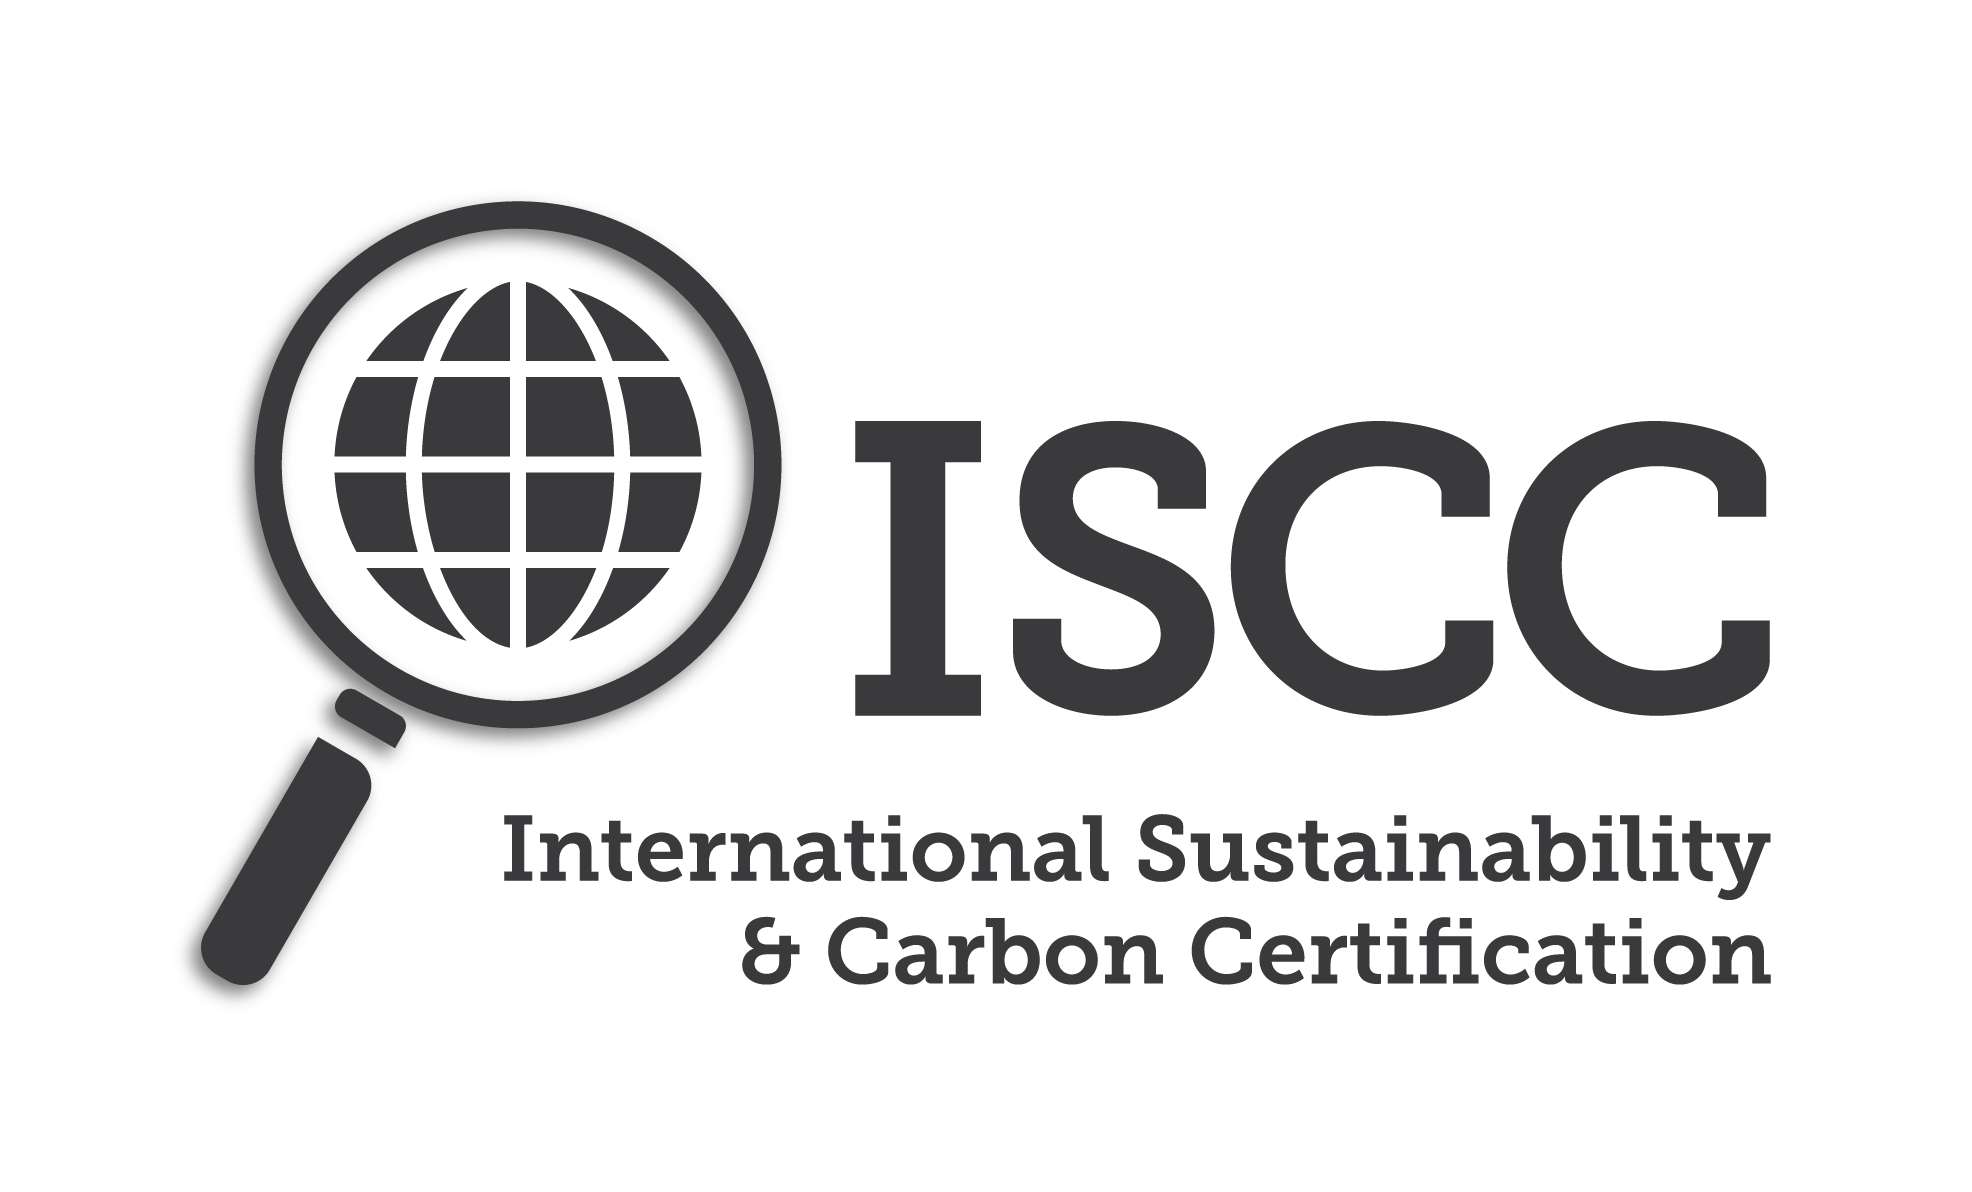 ISCC
International Sustainability
& Carbon Certification